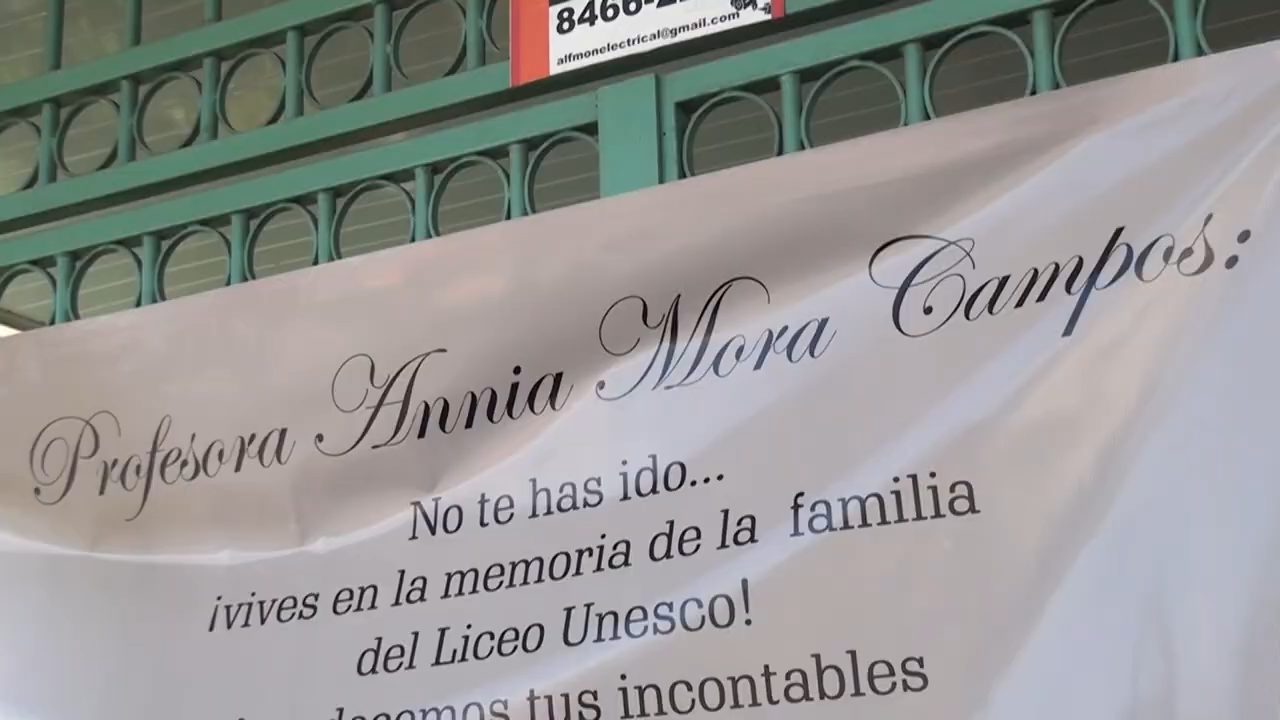 alfmonelectrical@gmail.com
Profesora Annia Mora Campos:
No te has ido...
¡vives en la memoria de la familia
del Liceo Unesco!
tus incontables